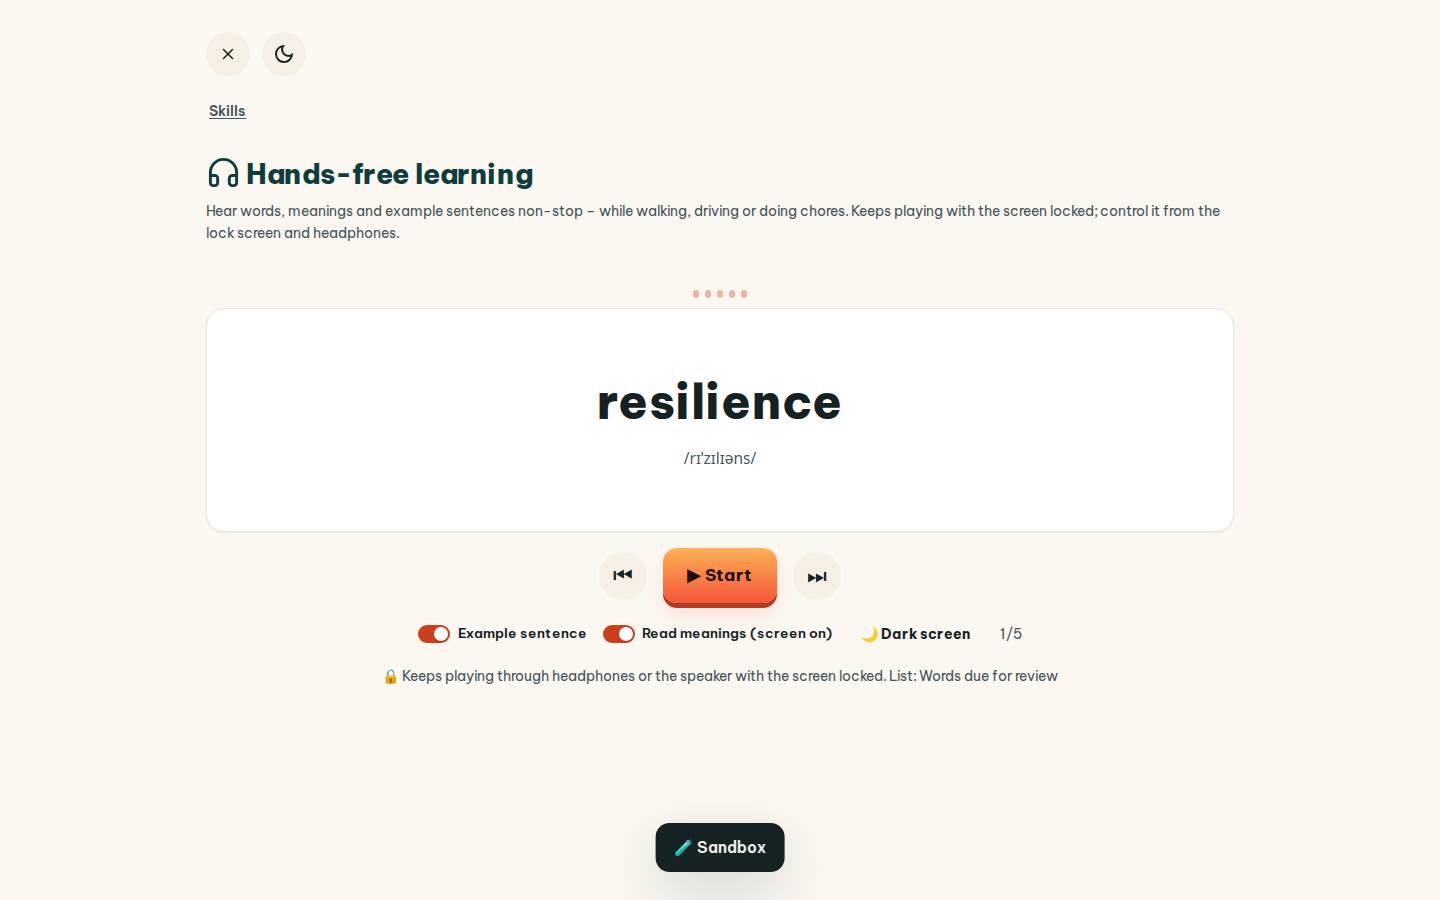 Skills
Hands-free learning
Hear words, meanings and example sentences non-stop – while walking, driving or doing chores. Keeps playing with the screen locked; control it from the
lock screen and headphones.
resilience
/rɪˈzɪlɪəns/
▶ Start
Example sentence Read meanings (screen on) 🌙 Dark screen 1/5
🔒 Keeps playing through headphones or the speaker with the screen locked. List: Words due for review
🧪 Sandbox